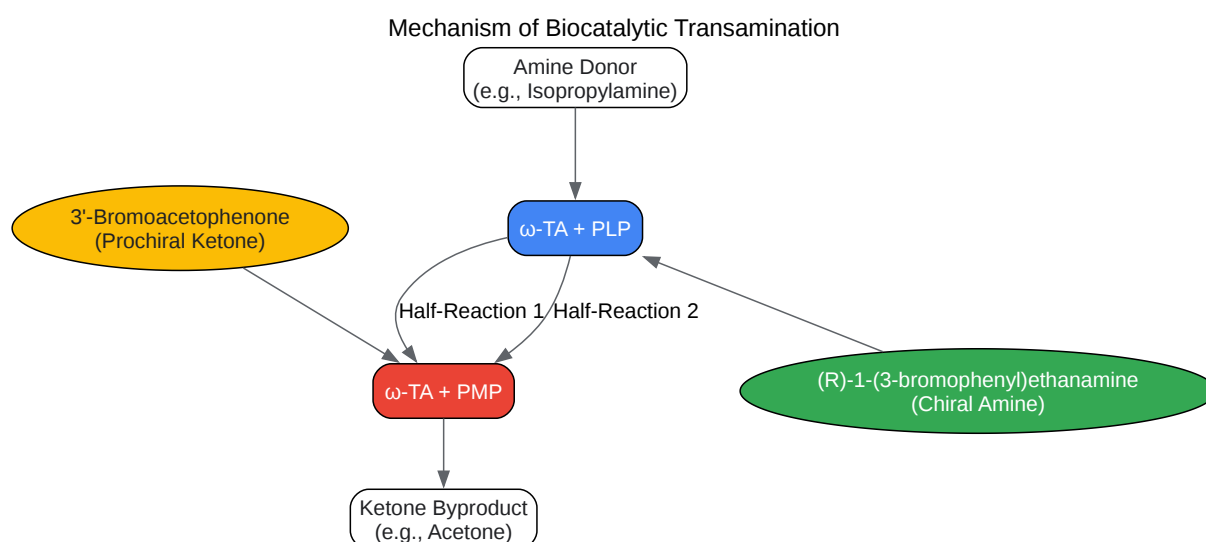 Mechanism of Biocatalytic Transamination
Amine Donor
(e.g., Isopropylamine)
3'-Bromoacetophenone
(Prochiral Ketone)
ω-TA + PLP
Half-Reaction 1
Half-Reaction 2
(R)-1-(3-bromophenyl)ethanamine
(Chiral Amine)
ω-TA + PMP
Ketone Byproduct
(e.g., Acetone)